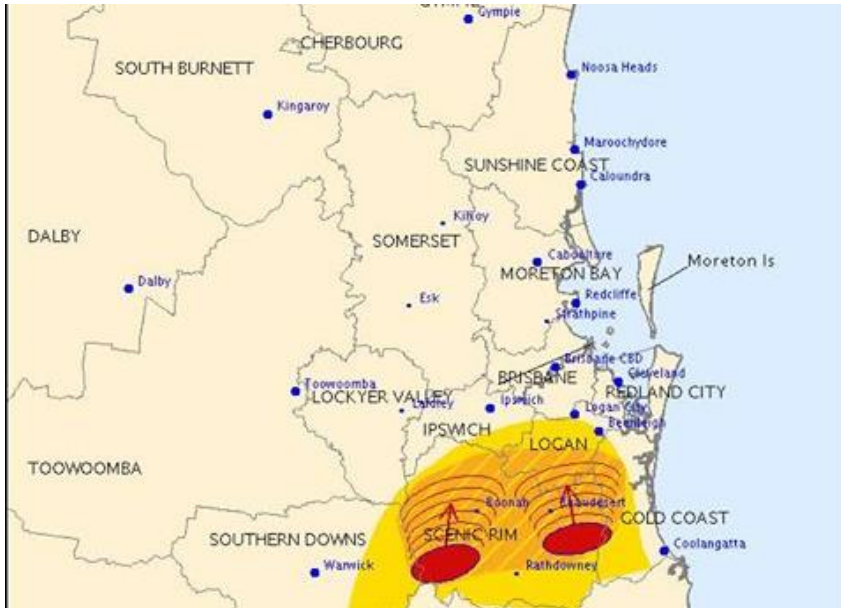 Gympie
CHERBOURG
SOUTH BURNETT
Noosa Heads
Kingaroy
Maroochydore
SUNSHINE COAST
Caloundra
Kilkoy
DALBY
SOMERSET
Caboolture
Moreton Is
MORETON BAY
Dalby
Redcliffe
Esk
Strathpine
Brisbane CBD
Cleveland
BRISBANE
Toowoomba
REDLAND CITY
LOCKYER VALLEY
Ipswich
Laidley
Logan City
IPSWICH
Beenleigh
LOGAN
TOOWOOMBA
Boonah
Beaudesert
GOLD COAST
SCENIC RIM
SOUTHERN DOWNS
Coolangatta
Warwick
Rathdowney